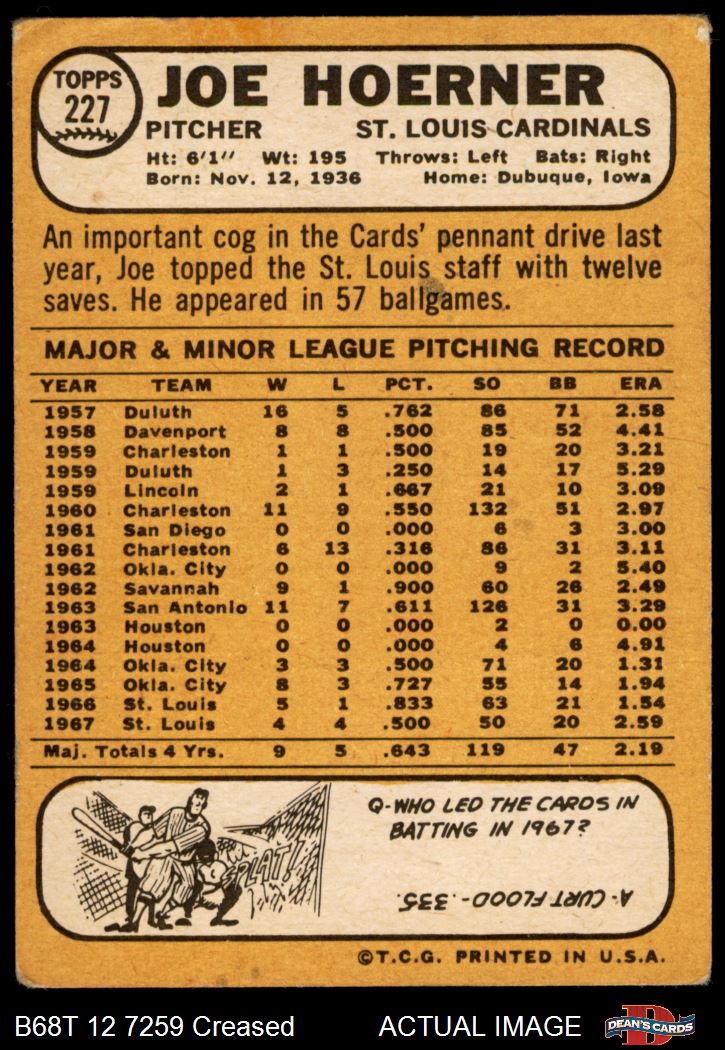 TOPPS
227
JOE HOERNER
PITCHER ST. LOUIS CARDINALS
Ht: 6'1" Wt: 195 Throws: Left Bats: Right
Born: Nov. 12, 1936 Home: Dubuque, Iowa
An important cog in the Cards' pennant drive last
year, Joe topped the St. Louis staff with twelve
saves. He appeared in 57 ballgames.
MAJOR & MINOR LEAGUE PITCHING RECORD
YEAR TEAM W L PCT. SO BB ERA
1957 Duluth 16 5 .762 86 71 2.58
1958 Davenport 8 8 .500 85 52 4.41
1959 Charleston 1 1 .500 19 20 3.21
1959 Duluth 1 3 .250 14 17 5.29
1959 Lincoln 2 1 .667 21 10 3.09
1960 Charleston 11 9 .550 132 51 2.97
1961 San Diego 0 0 .000 6 3 3.00
1961 Charleston 6 13 .316 86 31 3.11
1962 Okla. City 0 0 .000 9 2 5.40
1962 Savannah 9 1 .900 60 26 2.49
1963 San Antonio 11 7 .611 126 31 3.29
1963 Houston 0 0 .000 2 0 0.00
1964 Houston 0 0 .000 4 6 4.91
1964 Okla. City 3 3 .500 71 20 1.31
1965 Okla. City 8 3 .727 55 14 1.94
1966 St. Louis 5 1 .833 63 21 1.54
1967 St. Louis 4 4 .500 50 20 2.59
Maj. Totals 4 Yrs. 9 5 .643 119 47 2.19
SPLAT!
Q-WHO LED THE CARDS IN
BATTING IN 1967?
A-CURT FLOOD-.335.
©T.C.G. PRINTED IN U.S.A.
B68T 12 7259 Creased ACTUAL IMAGE
D
DEAN'S CARDS